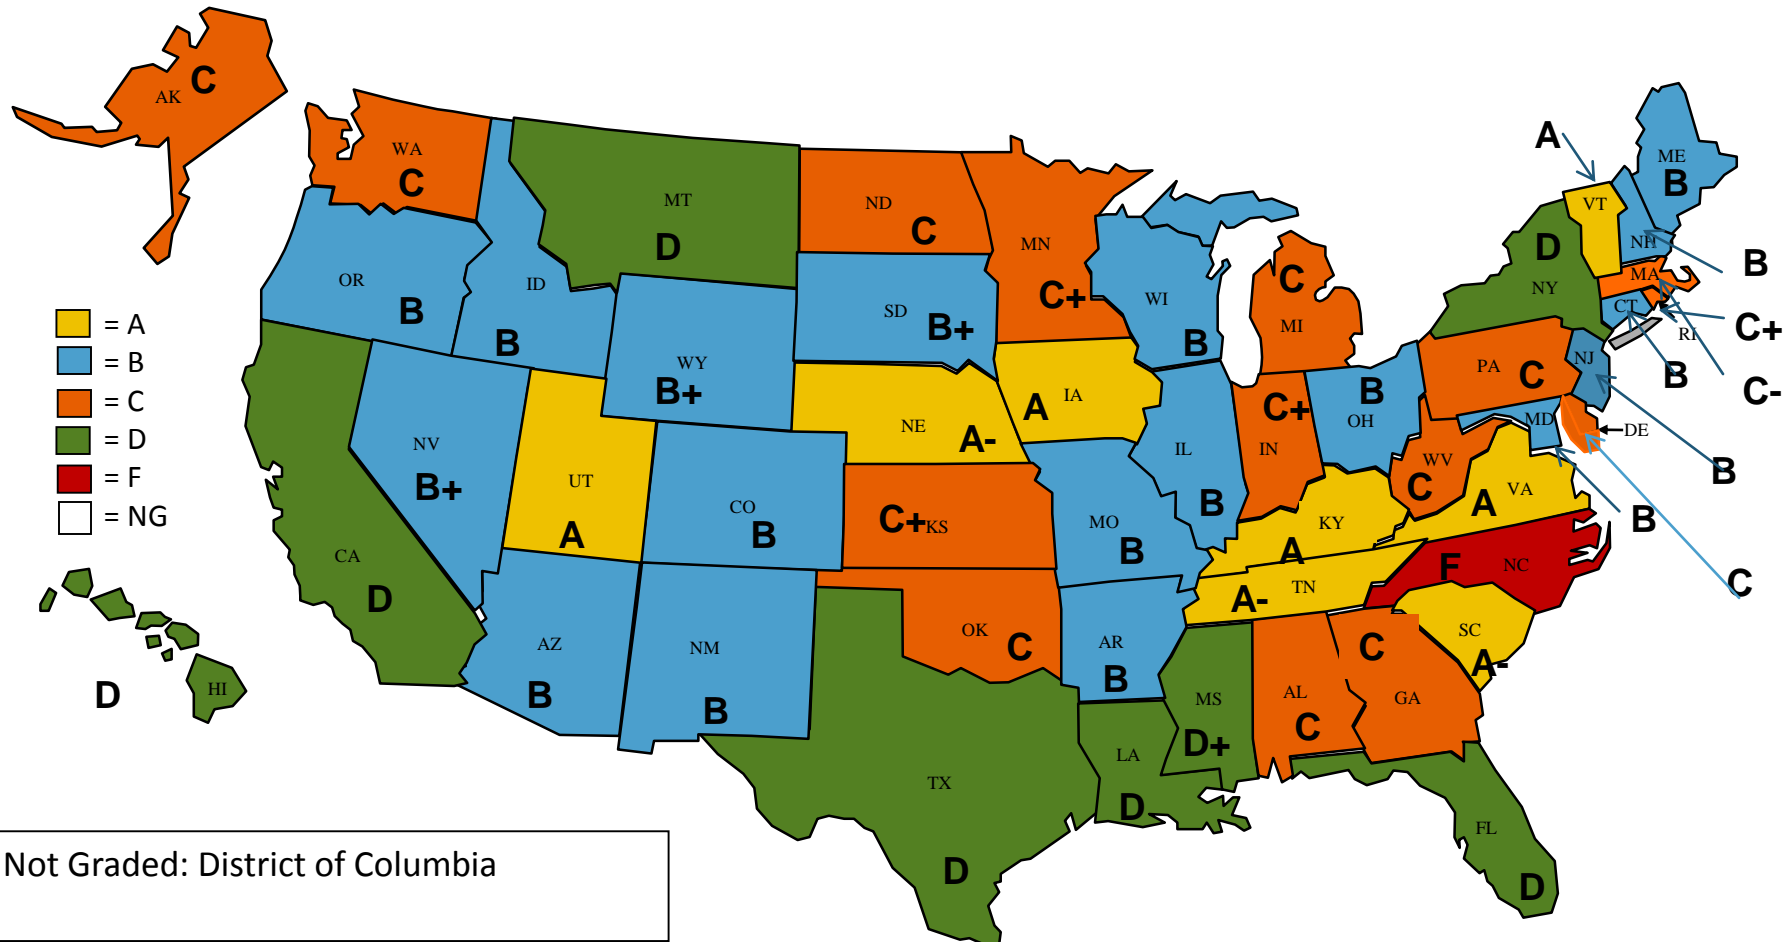 AK C
WA C
MT D
ND C
MN C+
WI B
MI C
A
VT
ME B
NH
B
D NY
MA
CT
RI
C+
B
C-
OR B
ID B
WY B+
SD B+
IA A
NE A-
= A
= B
= C
= D
= F
= NG
NV B+
UT A
CO B
C+ KS
MO B
IL B
C+ IN
B OH
PA C
NJ
B
MD
B
DE
C
WV C
VA A
KY A
TN A-
F NC
SC A-
CA D
AZ B
NM B
OK C
AR B
MS D+
AL C
C GA
LA D
TX D
FL D
D HI
Not Graded: District of Columbia